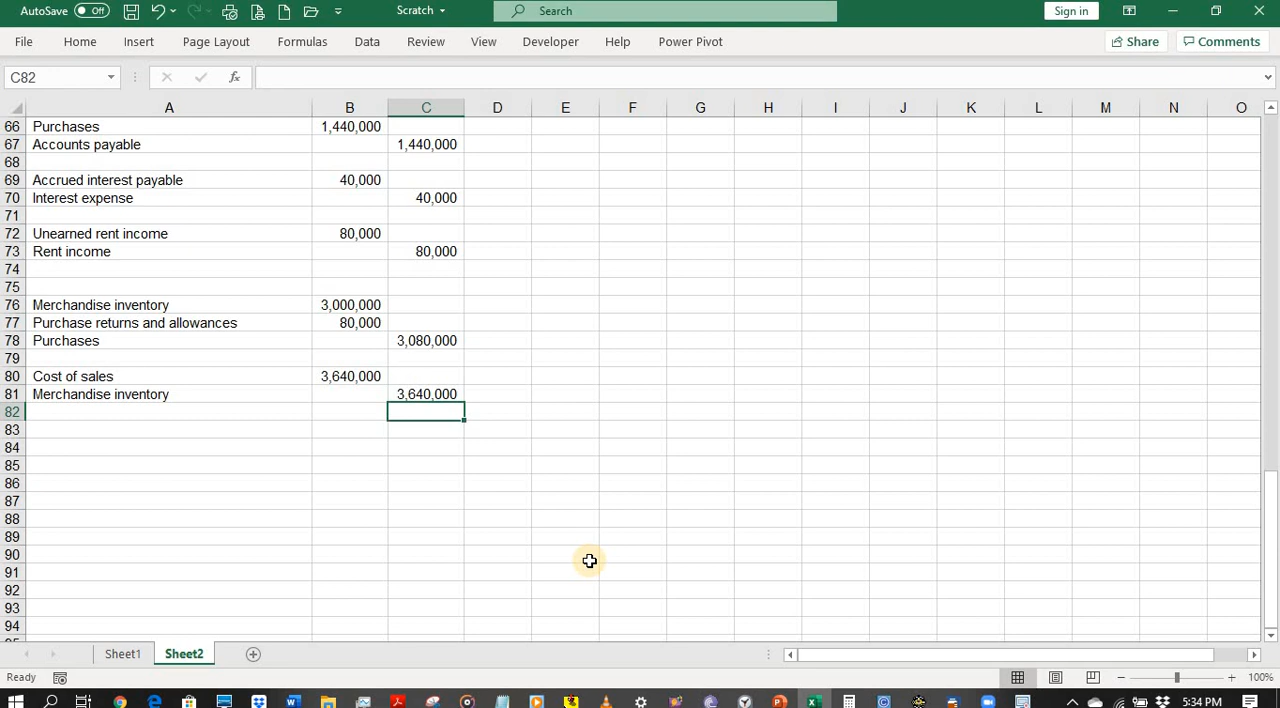 AutoSave Off Scratch Search Sign in
File Home Insert Page Layout Formulas Data Review View Developer Help Power Pivot Share Comments
C82 fx
A B C D E F G H I J K L M N O
66 Purchases 1,440,000
67 Accounts payable 1,440,000
68
69 Accrued interest payable 40,000
70 Interest expense 40,000
71
72 Unearned rent income 80,000
73 Rent income 80,000
74
75
76 Merchandise inventory 3,000,000
77 Purchase returns and allowances 80,000
78 Purchases 3,080,000
79
80 Cost of sales 3,640,000
81 Merchandise inventory 3,640,000
82
83
84
85
86
87
88
89
90
91
92
93
94
Sheet1 Sheet2
Ready 100%
5:34 PM